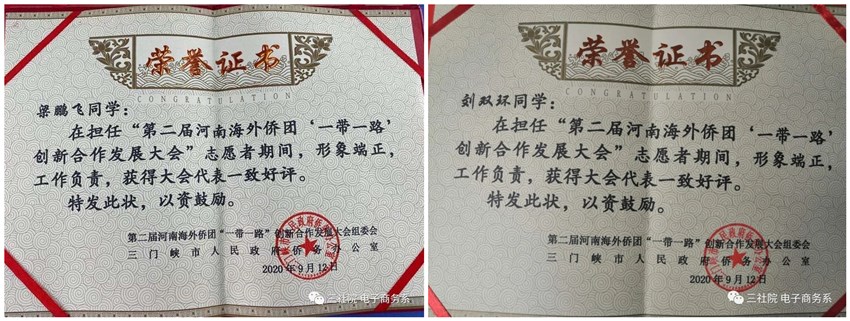 荣誉证书
CONGRATULATION
梁鹏飞同学：
在担任“第二届河南海外侨团‘一带一路’
创新合作发展大会”志愿者期间，形象端正，
工作负责，获得大会代表一致好评。
特发此状，以资鼓励。
第二届河南海外侨团“一带一路”创新合作发展大会组委会
三门峡市人民政府侨务办公室
2020年9月12日
三社院 电子商务系
荣誉证书
CONGRATULATION
刘双环同学：
在担任“第二届河南海外侨团‘一带一路’
创新合作发展大会”志愿者期间，形象端正，
工作负责，获得大会代表一致好评。
特发此状，以资鼓励。
第二届河南海外侨团“一带一路”创新合作发展大会组委会
三门峡市人民政府侨务办公室
2020年9月12日
三社院 电子商务系